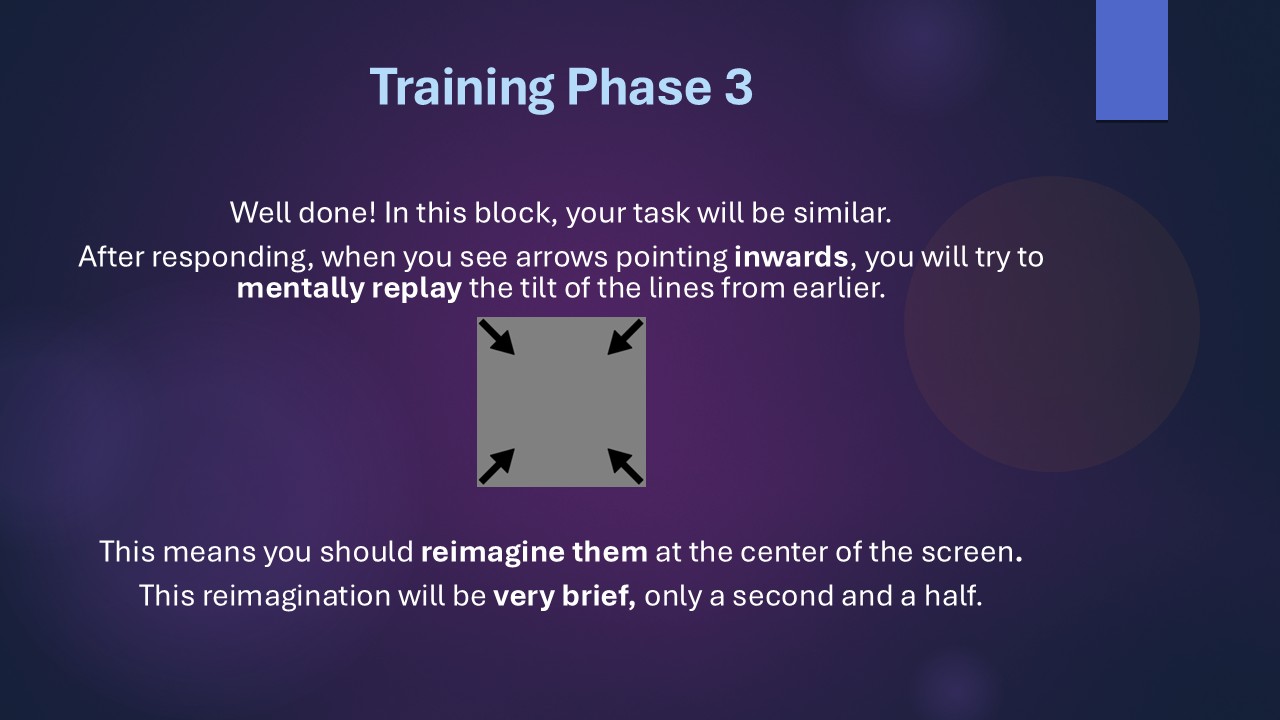 Training Phase 3
Well done! In this block, your task will be similar.
After responding, when you see arrows pointing inwards, you will try to
mentally replay the tilt of the lines from earlier.
This means you should reimagine them at the center of the screen.
This reimagination will be very brief, only a second and a half.